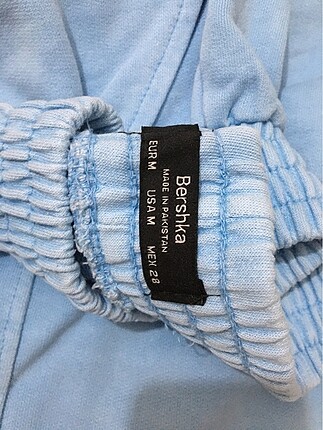 Bershka
MADE IN PAKISTAN
EUR M USA M MEX 28